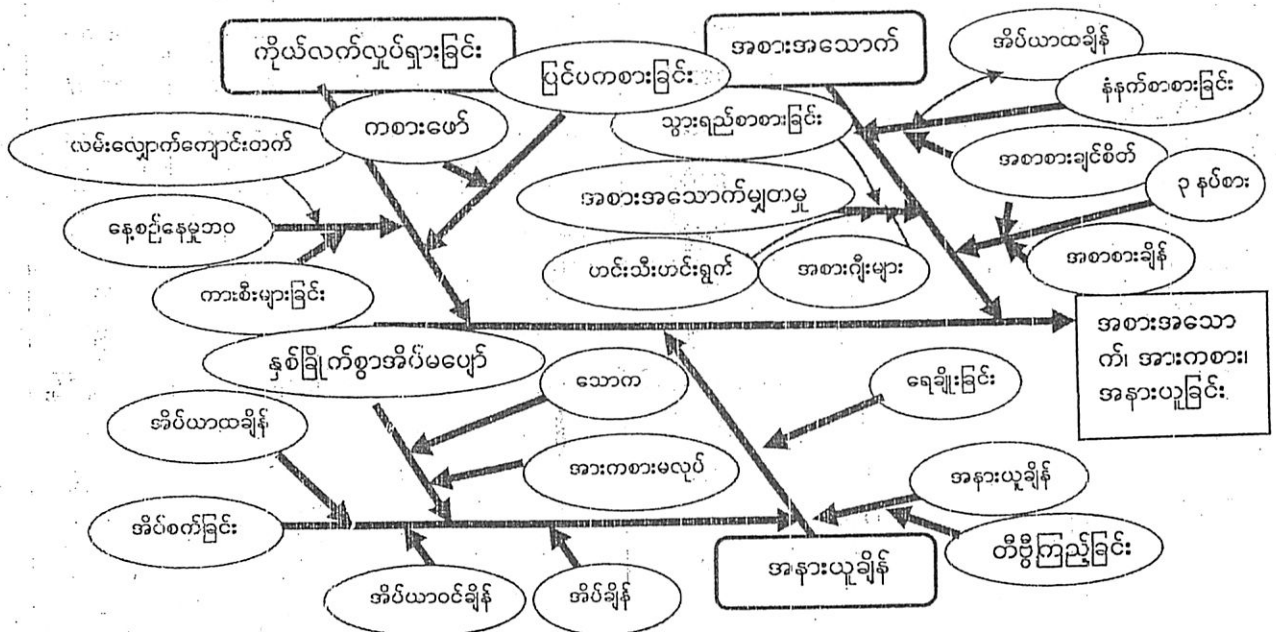 ကိုယ်လက်လှုပ်ရှားခြင်း
အစားအသောက်
အိပ်ယာထချိန်
ပြင်ပကစားခြင်း
နံနက်စာစားခြင်း
ကစားဖော်
သွားရည်စာစားခြင်း
ယမ်းလျှောက်ကျောင်းတက်
အစာစားချင်စိတ်
၃ နပ်စား
အစားအသောက်မျှတမှု
နေ့စဉ်နေမှုဘဝ
ဟင်းသီးဟင်းရွက်
အစားဂျီးများ
အစာစားချိန်
ကားစီးများခြင်း
အစားအသော
က်၊ အားကစား၊
အနားယူခြင်း
နှစ်ခြိုက်စွာအိပ်မပျော်
သောက
ရေချိုးခြင်း
အိပ်ယာထချိန်
အားကစားမလုပ်
အနားယူချိန်
အိပ်စက်ခြင်း
တီဗွီကြည့်ခြင်း
အနားယူချိန်
အိပ်ယာဝင်ချိန်
အိပ်ချိန်